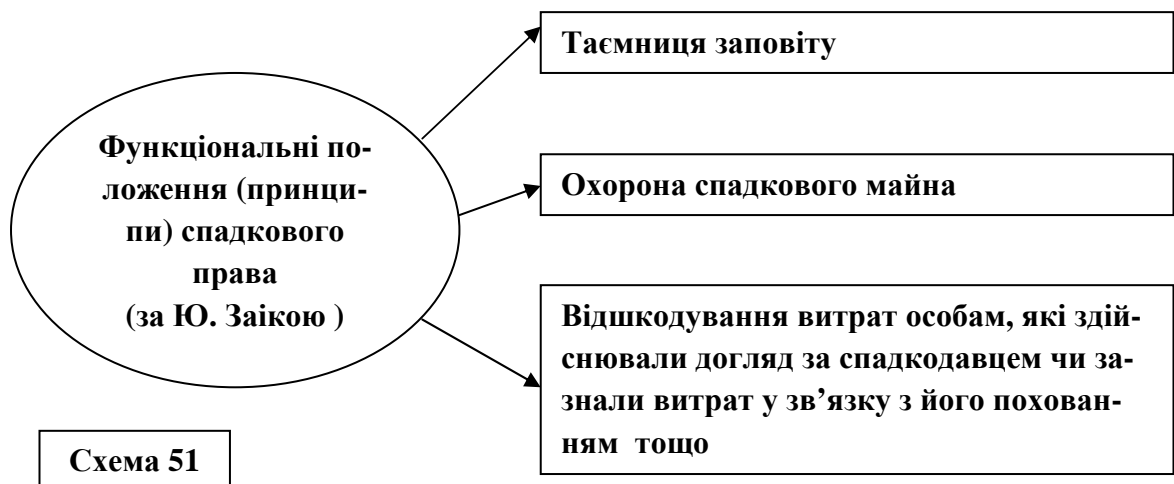 Функціональні по-
ложення (принци-
пи) спадкового
права
(за Ю. Заікою )
Таємниця заповіту
Охорона спадкового майна
Відшкодування витрат особам, які здій-
снювали догляд за спадкодавцем чи за-
знали витрат у зв’язку з його похован-
ням тощо
Схема 51